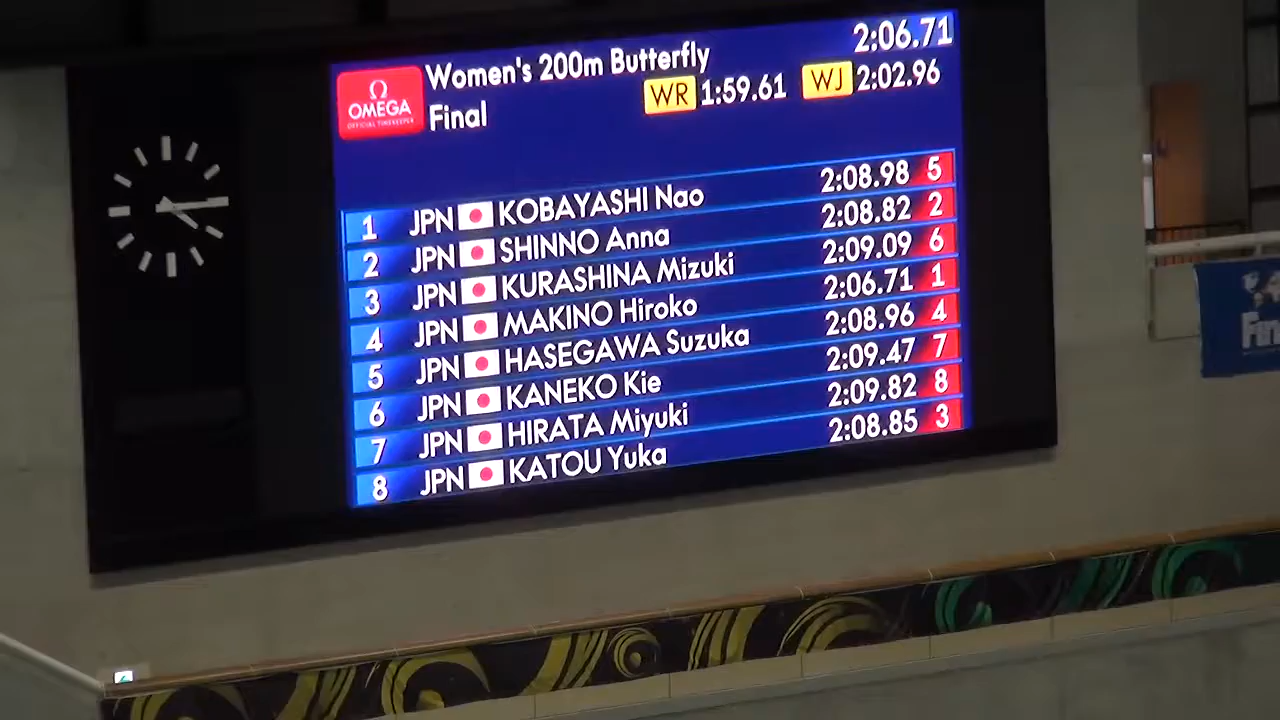 2:06.71
Women's 200m Butterfly
WR 1:59.61 WJ 2:02.96
Final
Ω
OMEGA
OFFICIAL TIMEKEEPER
1 JPN KOBAYASHI Nao 2:08.98 5
2 JPN SHINNO Anna 2:08.82 2
3 JPN KURASHINA Mizuki 2:09.09 6
4 JPN MAKINO Hiroko 2:06.71 1
5 JPN HASEGAWA Suzuka 2:08.96 4
6 JPN KANEKO Kie 2:09.47 7
7 JPN HIRATA Miyuki 2:09.82 8
8 JPN KATOU Yuka 2:08.85 3